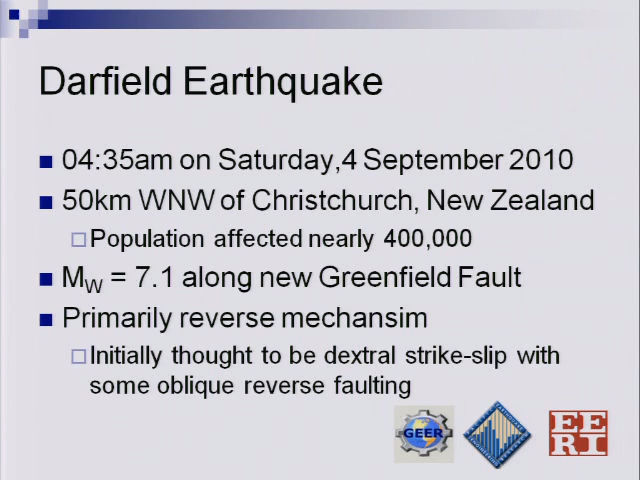 Darfield Earthquake
04:35am on Saturday,4 September 2010
50km WNW of Christchurch, New Zealand
Population affected nearly 400,000
MW = 7.1 along new Greenfield Fault
Primarily reverse mechansim
Initially thought to be dextral strike-slip with
some oblique reverse faulting
GEER
EE
RI